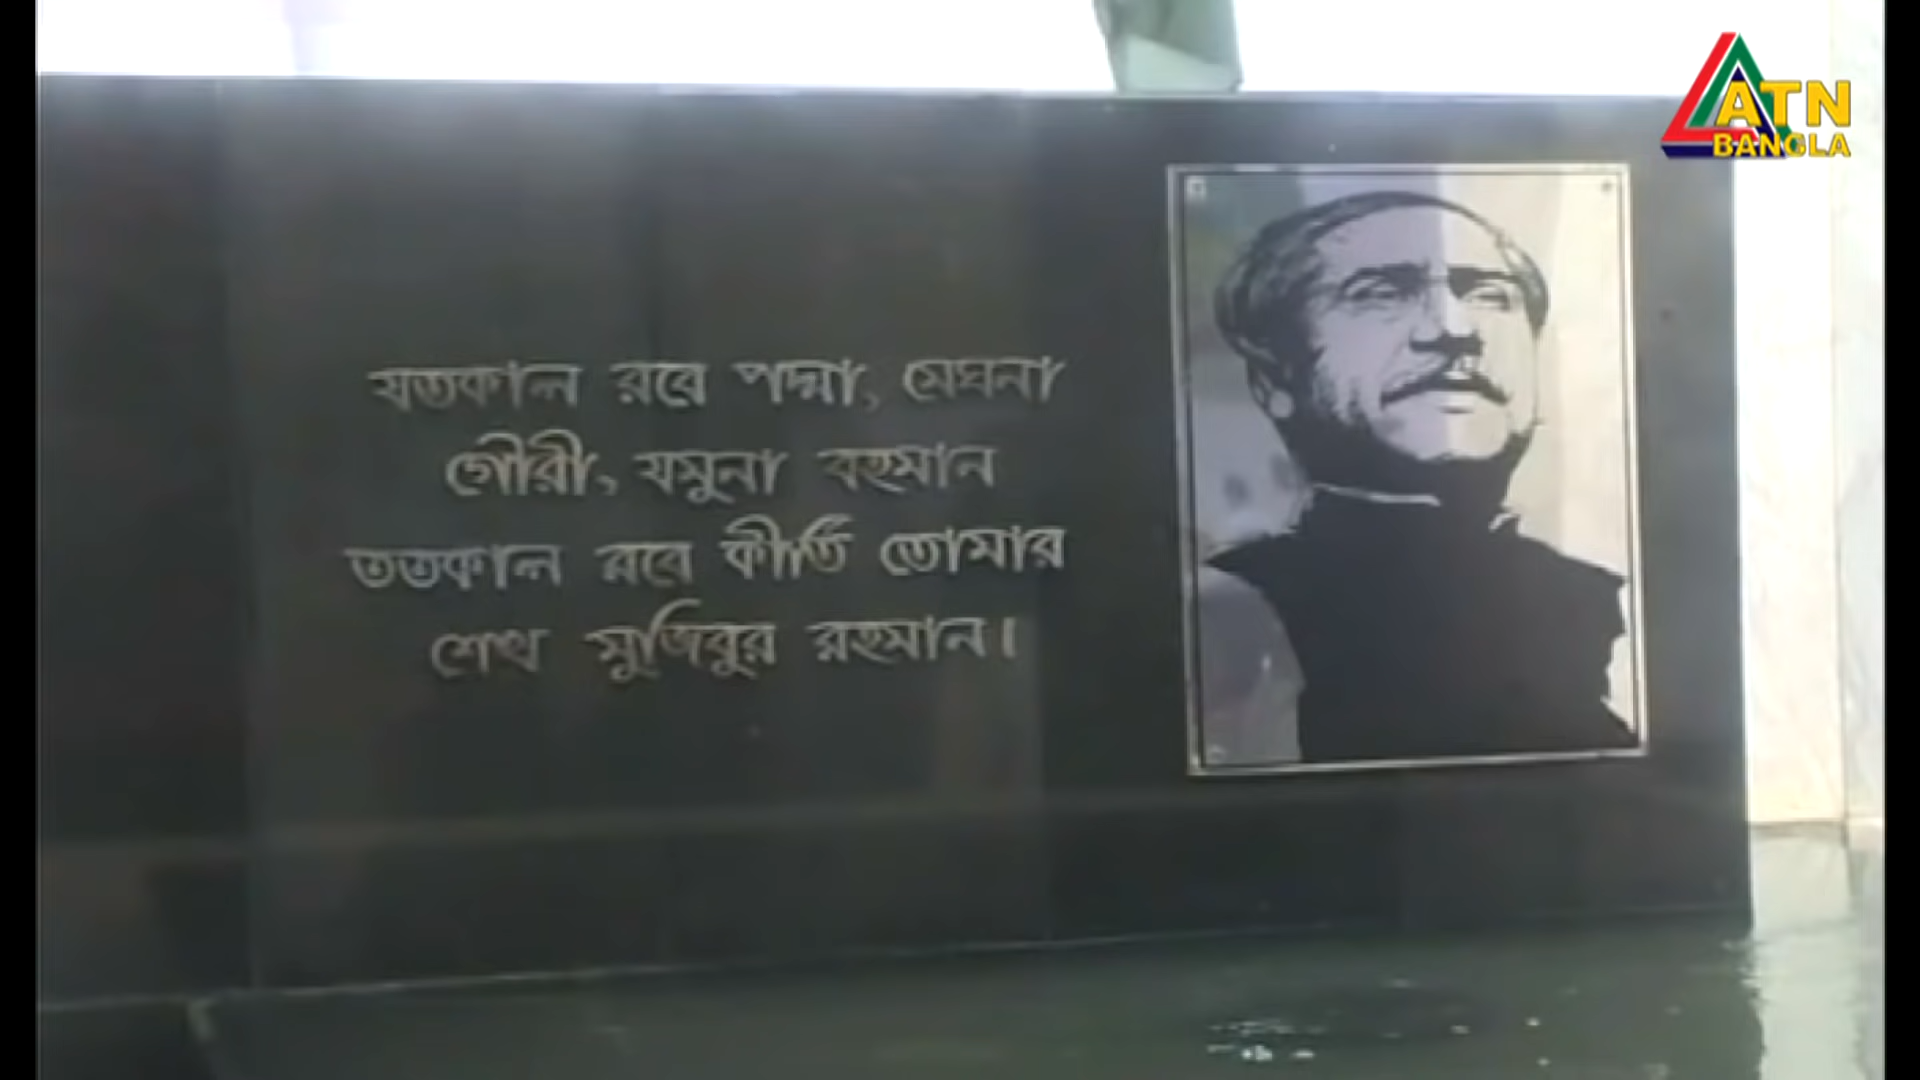 ATN
BANGLA
যতকাল রবে পদ্মা, মেঘনা
গৌরী, যমুনা বহমান
ততকাল রবে কীর্তি তোমার
শেখ মুজিবুর রহমান।